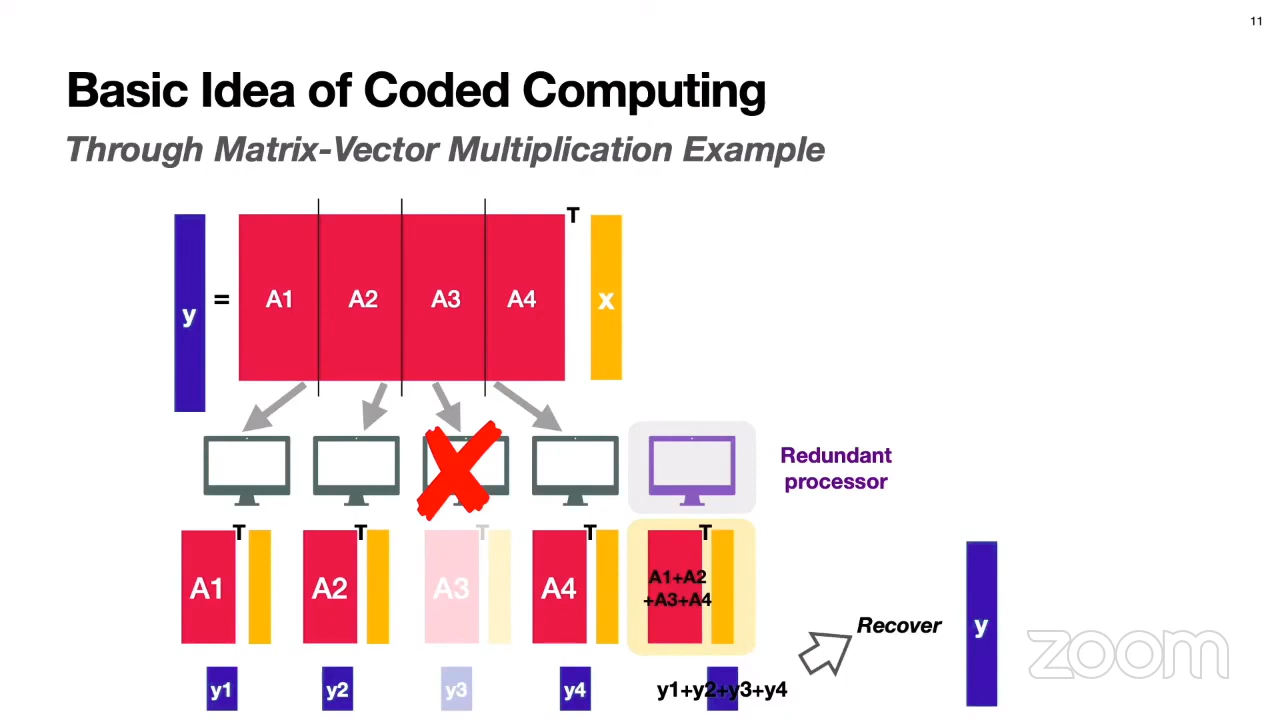 11
Basic Idea of Coded Computing
Through Matrix-Vector Multiplication Example
y = A1 A2 A3 A4 T x
Redundant
processor
A1 T A2 T A3 T A4 T A1+A2 T
+A3+A4
Recover y
y1 y2 y3 y4 y1+y2+y3+y4
zoom